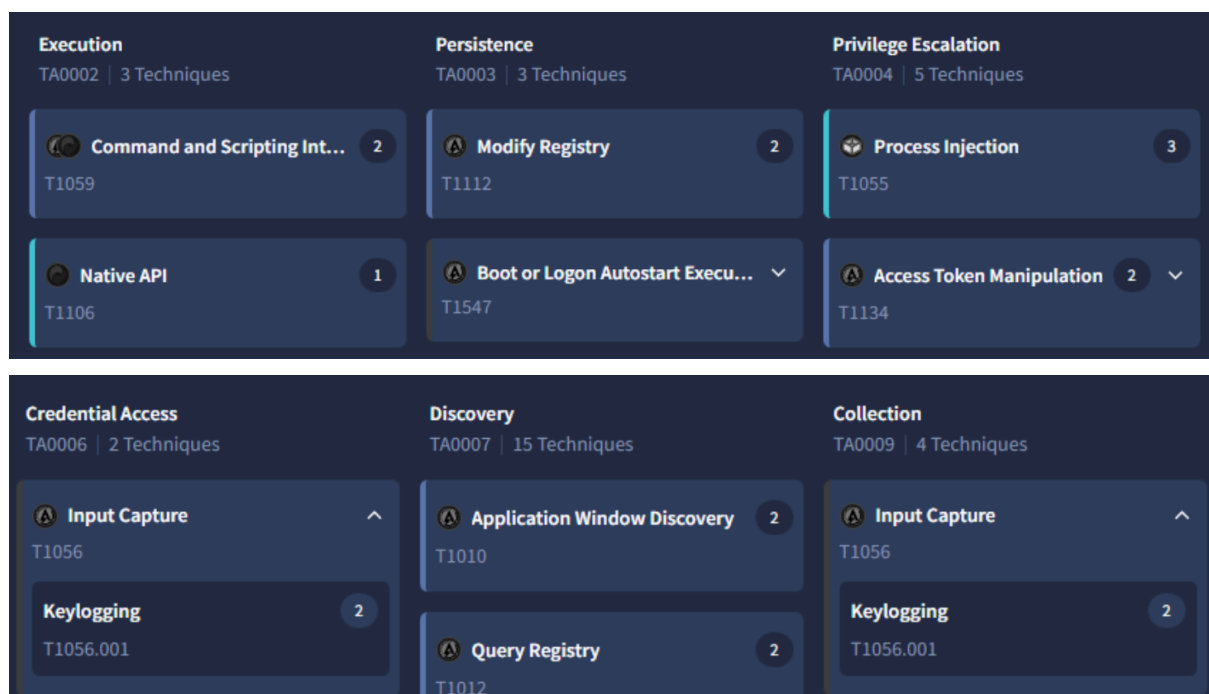 Execution
TA0002 | 3 Techniques
Command and Scripting Int... 2
T1059
Native API 1
T1106
Persistence
TA0003 | 3 Techniques
Modify Registry 2
T1112
Boot or Logon Autostart Execu...
T1547
Privilege Escalation
TA0004 | 5 Techniques
Process Injection 3
T1055
Access Token Manipulation 2
T1134
Credential Access
TA0006 | 2 Techniques
Input Capture
T1056
Keylogging 2
T1056.001
Discovery
TA0007 | 15 Techniques
Application Window Discovery 2
T1010
Query Registry 2
T1012
Collection
TA0009 | 4 Techniques
Input Capture
T1056
Keylogging 2
T1056.001